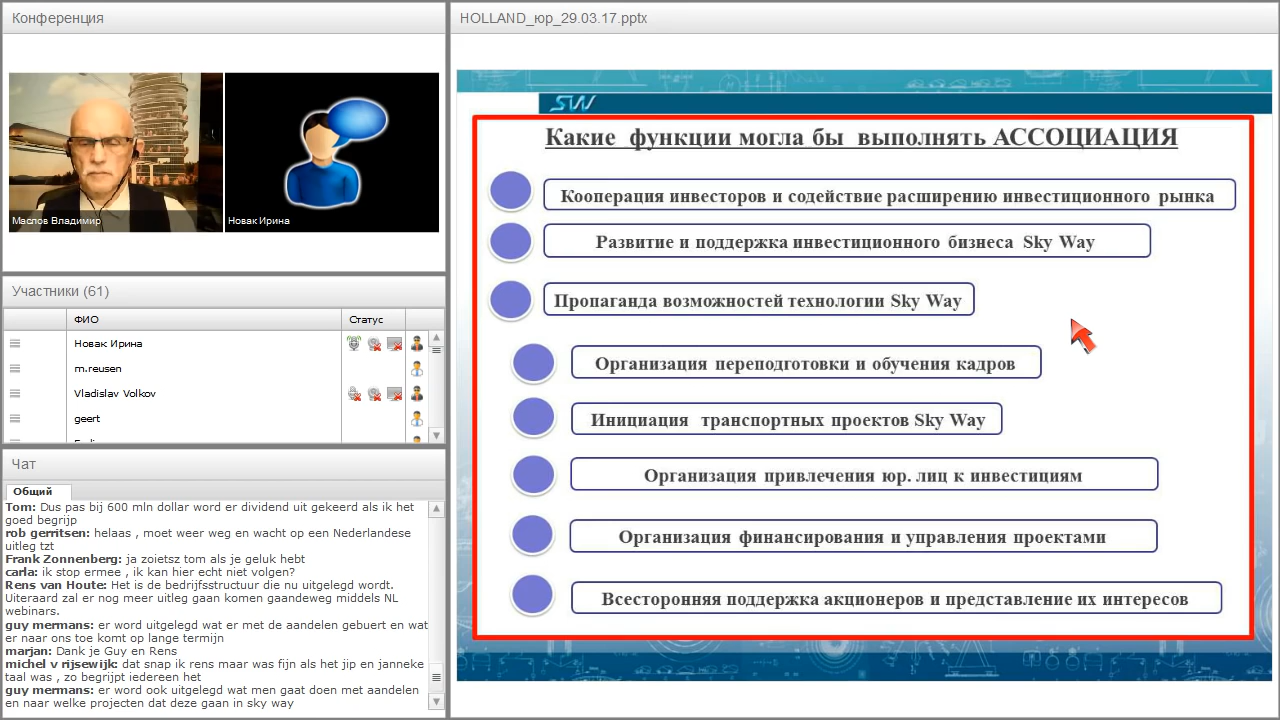 Конференция
Маслов Владимир
Новак Ирина
Участники (61)
ФИО
Статус
Новак Ирина
m.reusen
Vladislav Volkov
geert
Чат
Общий
Tom: Dus pas bij 600 mln dollar word er dividend uit gekeerd als ik het
goed begrijp
rob gerritsen: helaas , moet weer weg en wacht op een Nederlandese
uitleg tzt
Frank Zonnenberg: ja zoietsz tom als je geluk hebt
carla: ik stop ermee , ik kan hier echt niet volgen?
Rens van Houte: Het is de bedrijfsstructuur die nu uitgelegd wordt.
Uiteraard zal er nog meer uitleg gaan komen gaandeweg middels NL
webinars.
guy mermans: er word uitgelegd wat er met de aandelen gebuert en wat
er naar ons toe komt op lange termijn
marjan: Dank je Guy en Rens
michel v rijsewijk: dat snap ik rens maar was fijn als het jip en janneke
taal was , zo begrijpt iedereen het
guy mermans: er word ook uitgelegd wat men gaat doen met aandelen
en naar welke projecten dat deze gaan in sky way
HOLLAND_юр_29.03.17.pptx
SW
Какие функции могла бы выполнять АССОЦИАЦИЯ
Кооперация инвесторов и содействие расширению инвестиционного рынка
Развитие и поддержка инвестиционного бизнеса Sky Way
Пропаганда возможностей технологии Sky Way
Организация переподготовки и обучения кадров
Инициация транспортных проектов Sky Way
Организация привлечения юр. лиц к инвестициям
Организация финансирования и управления проектами
Всесторонняя поддержка акционеров и представление их интересов